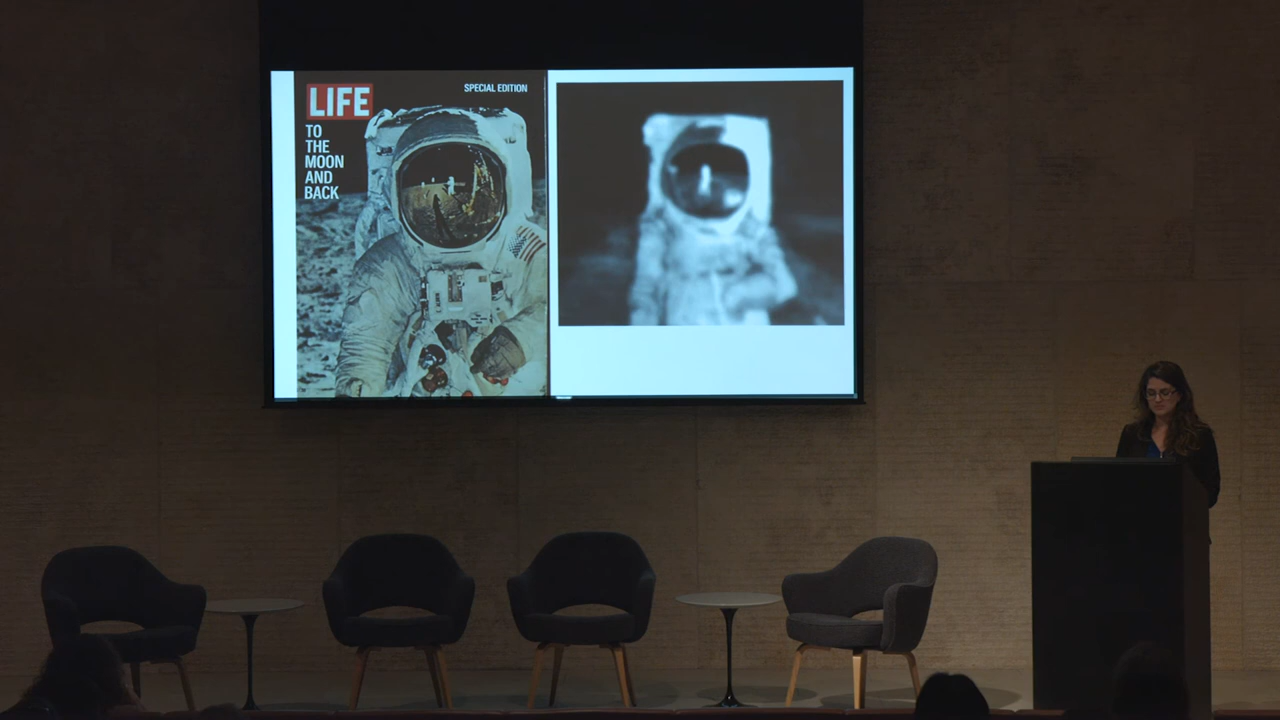 LIFE
SPECIAL EDITION
TO
THE
MOON
AND
BACK